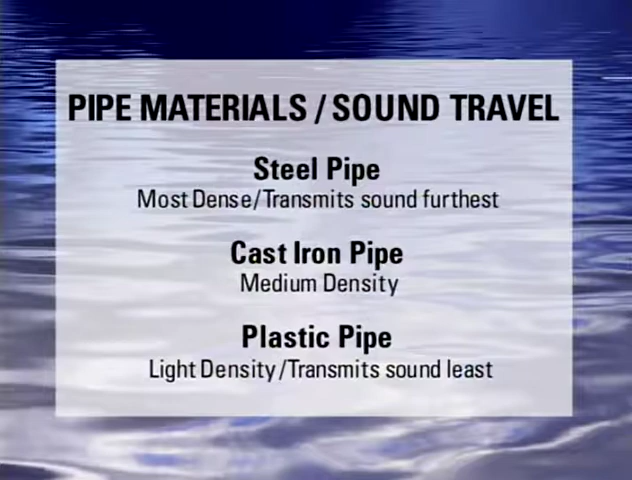 PIPE MATERIALS / SOUND TRAVEL
Steel Pipe
Most Dense/Transmits sound furthest
Cast Iron Pipe
Medium Density
Plastic Pipe
Light Density/Transmits sound least